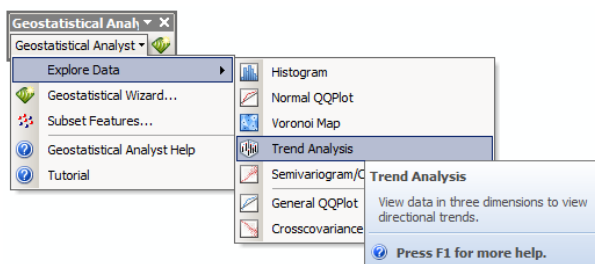 Geostatistical Anal
Geostatistical Analyst
Explore Data
Geostatistical Wizard...
Subset Features...
Geostatistical Analyst Help
Tutorial
Histogram
Normal QQPlot
Voronoi Map
Trend Analysis
Semivariogram/C
General QQPlot
Crosscovariance
Trend Analysis
View data in three dimensions to view
directional trends.
Press F1 for more help.